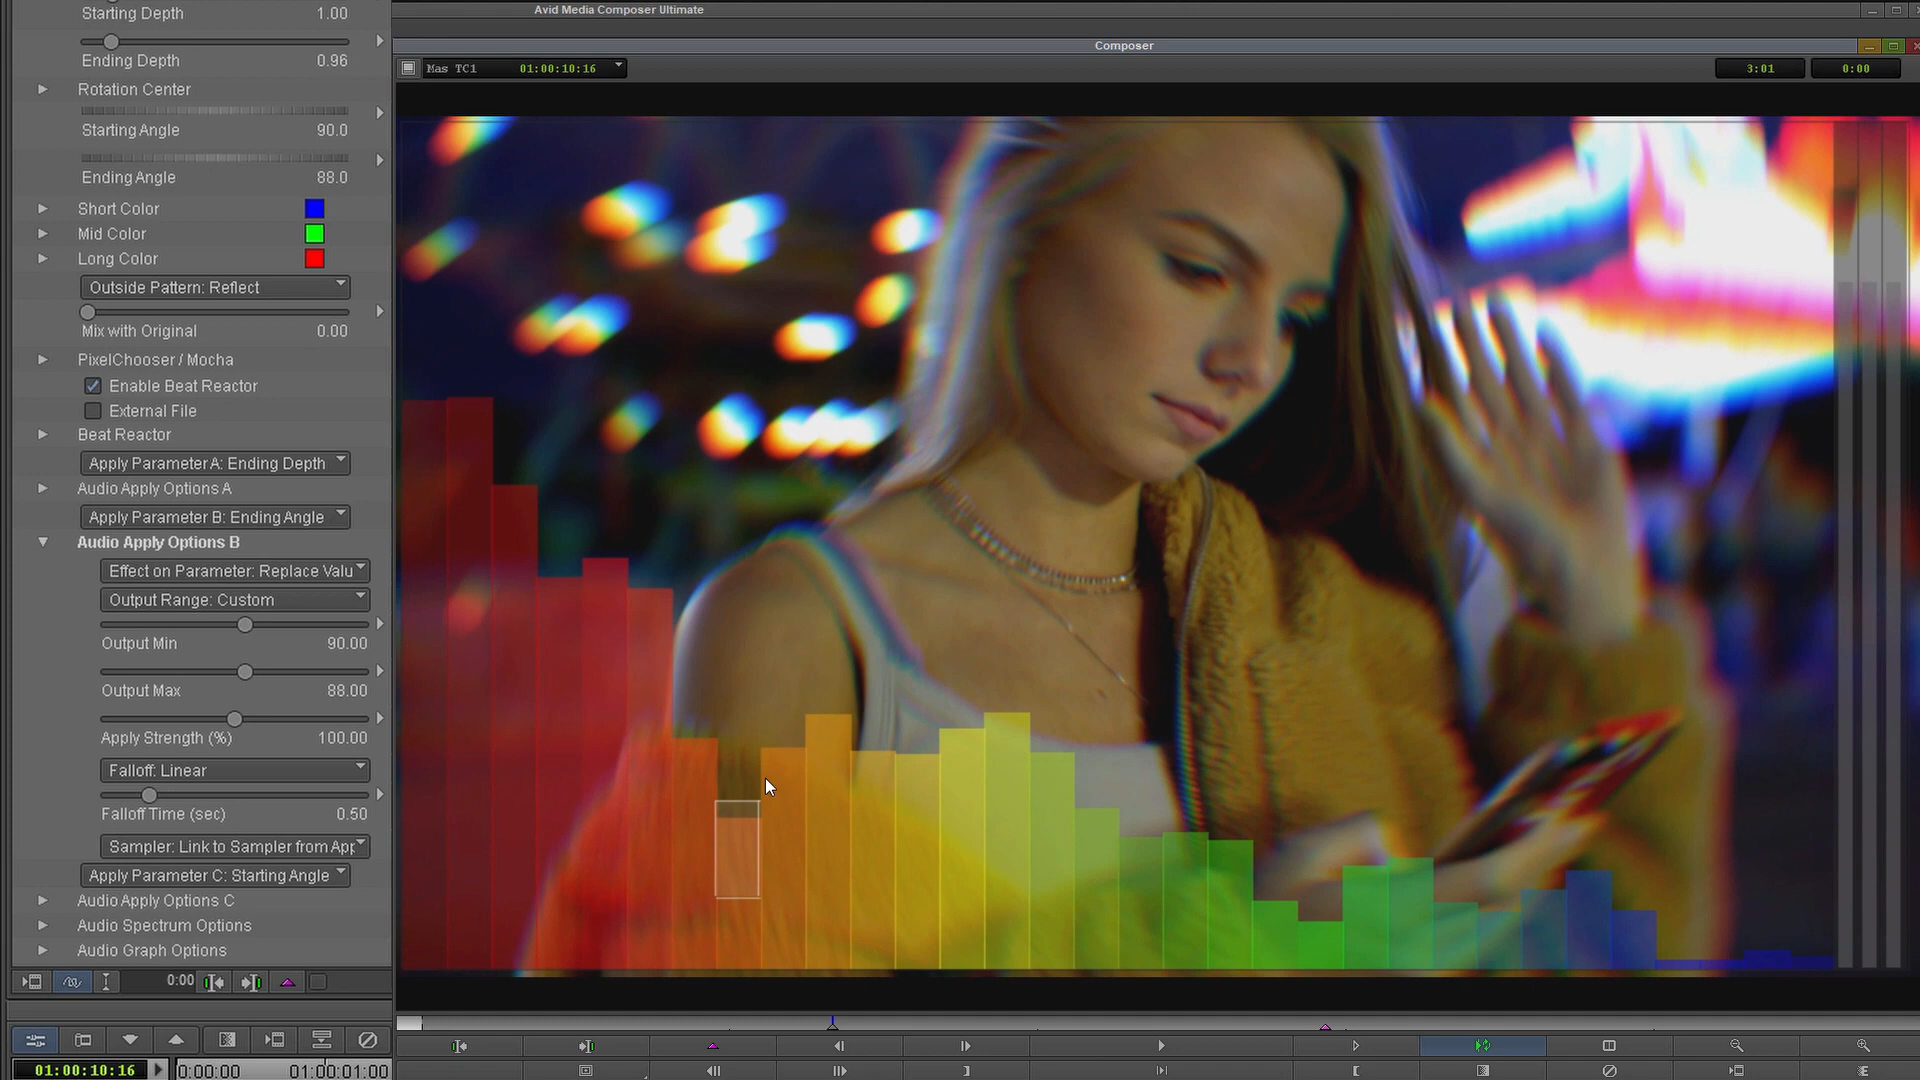 Avid Media Composer Ultimate
Composer
Mas TC1 01:00:10:16
3:01
0:00
Starting Depth 1.00
Ending Depth 0.96
Rotation Center
Starting Angle 90.0
Ending Angle 88.0
Short Color
Mid Color
Long Color
Outside Pattern: Reflect
Mix with Original 0.00
PixelChooser / Mocha
Enable Beat Reactor
External File
Beat Reactor
Apply Parameter A: Ending Depth
Audio Apply Options A
Apply Parameter B: Ending Angle
Audio Apply Options B
Effect on Parameter: Replace Valu
Output Range: Custom
Output Min 90.00
Output Max 88.00
Apply Strength (%) 100.00
Falloff: Linear
Falloff Time (sec) 0.50
Sampler: Link to Sampler from App
Apply Parameter C: Starting Angle
Audio Apply Options C
Audio Spectrum Options
Audio Graph Options
0:00
01:00:10:16
0:00:00 01:00:01:00